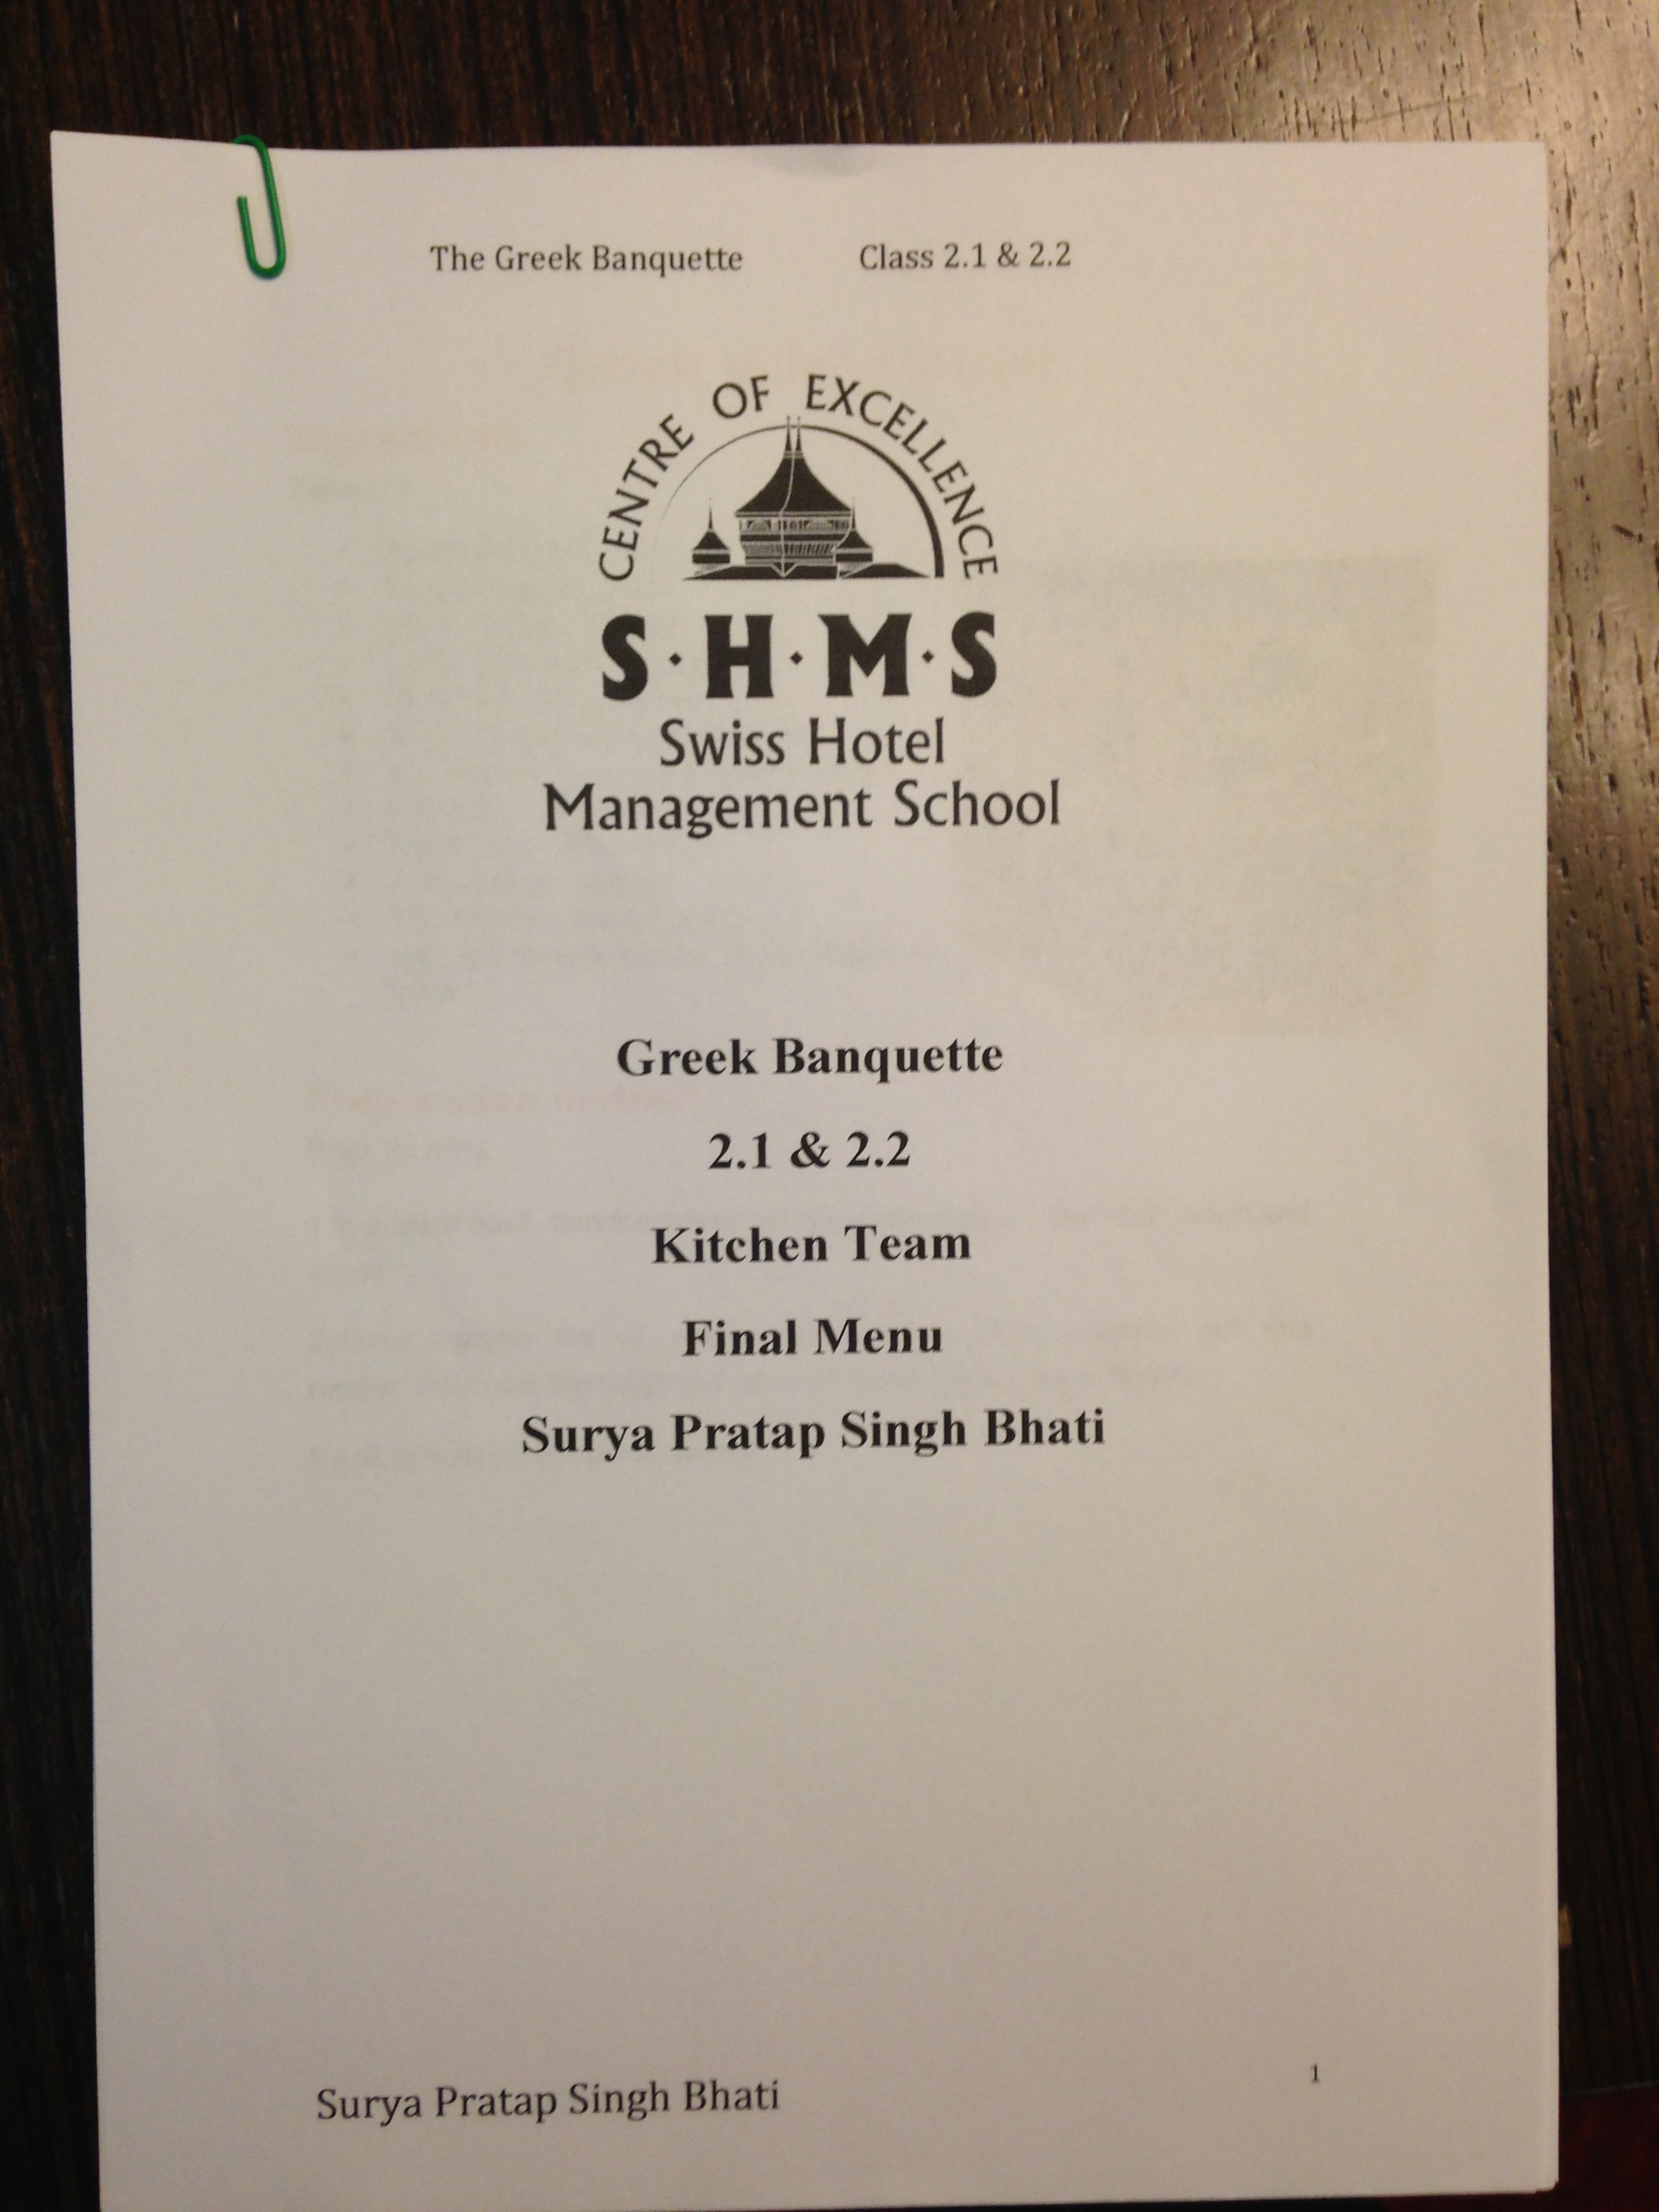 The Greek Banquette Class 2.1 & 2.2
CENTRE OF EXCELLENCE
S·H·M·S
Swiss Hotel
Management School
Greek Banquette
2.1 & 2.2
Kitchen Team
Final Menu
Surya Pratap Singh Bhati
Surya Pratap Singh Bhati 1